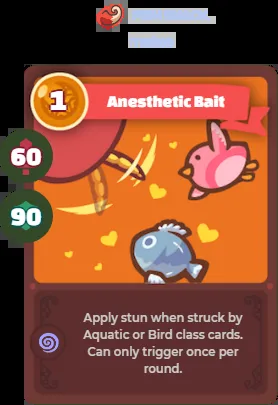 1
Anesthetic Bait
60
90
Apply stun when struck by
Aquatic or Bird class cards.
Can only trigger once per
round.